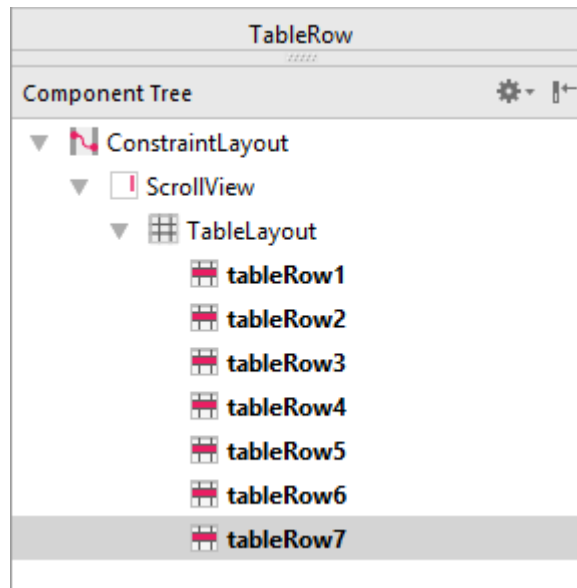 TableRow
Component Tree
ConstraintLayout
ScrollView
TableLayout
tableRow1
tableRow2
tableRow3
tableRow4
tableRow5
tableRow6
tableRow7